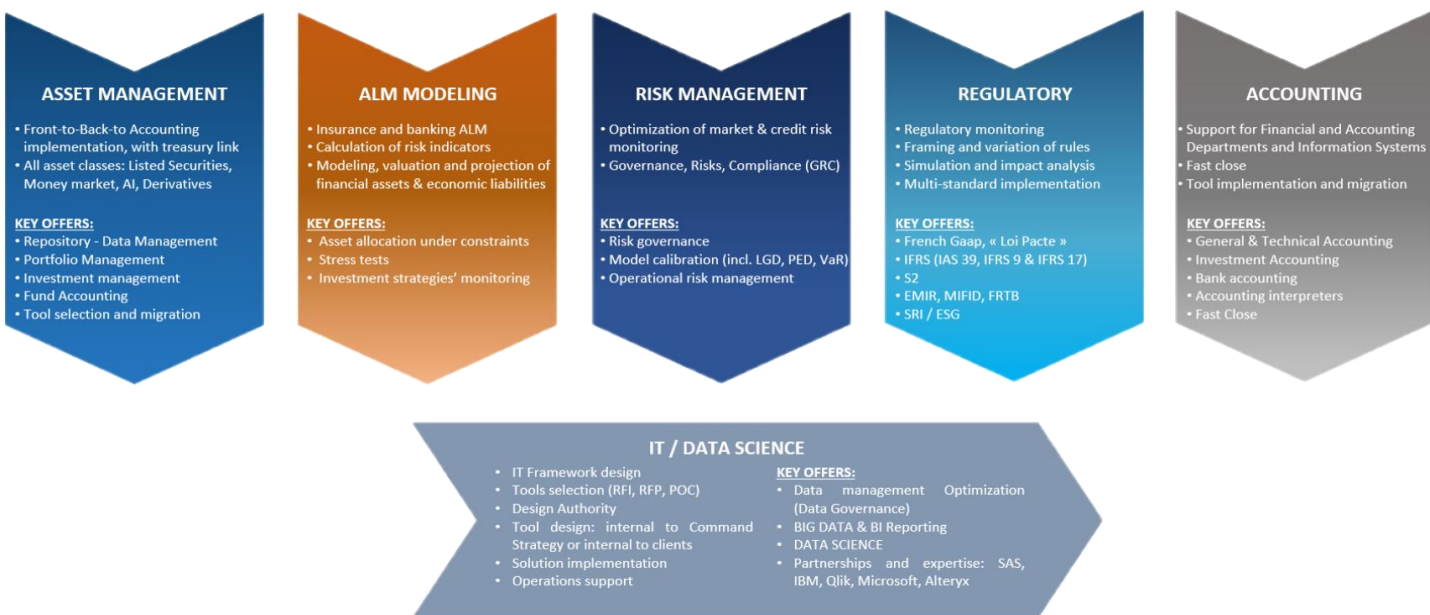 ASSET MANAGEMENT
• Front-to-Back-to Accounting
implementation, with treasury link
• All asset classes: Listed Securities,
Money market, AI, Derivatives
KEY OFFERS:
• Repository - Data Management
• Portfolio Management
• Investment management
• Fund Accounting
• Tool selection and migration
ALM MODELING
• Insurance and banking ALM
• Calculation of risk indicators
• Modeling, valuation and projection of
financial assets & economic liabilities
KEY OFFERS:
• Asset allocation under constraints
• Stress tests
• Investment strategies' monitoring
RISK MANAGEMENT
• Optimization of market & credit risk
monitoring
• Governance, Risks, Compliance (GRC)
KEY OFFERS:
• Risk governance
• Model calibration (incl. LGD, PED, VaR)
• Operational risk management
REGULATORY
• Regulatory monitoring
• Framing and variation of rules
• Simulation and impact analysis
• Multi-standard implementation
KEY OFFERS:
• French Gaap, « Loi Pacte »
• IFRS (IAS 39, IFRS 9 & IFRS 17)
• S2
• EMIR, MIFID, FRTB
• SRI / ESG
ACCOUNTING
• Support for Financial and Accounting
Departments and Information Systems
• Fast close
• Tool implementation and migration
KEY OFFERS:
• General & Technical Accounting
• Investment Accounting
• Bank accounting
• Accounting interpreters
• Fast Close
IT / DATA SCIENCE
• IT Framework design
• Tools selection (RFI, RFP, POC)
• Design Authority
• Tool design: internal to Command
Strategy or internal to clients
• Solution implementation
• Operations support
KEY OFFERS:
• Data management Optimization
(Data Governance)
• BIG DATA & BI Reporting
• DATA SCIENCE
• Partnerships and expertise: SAS,
IBM, Qlik, Microsoft, Alteryx